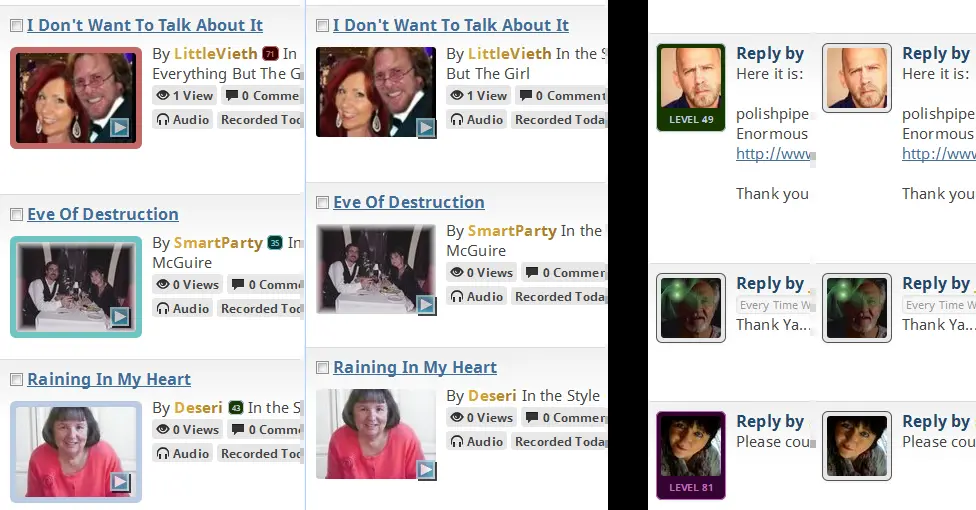 I Don't Want To Talk About It
By LittleVieth 71 In
Everything But The G
1 View 0 Comme
Audio Recorded Tod
Eve Of Destruction
By SmartParty 35 In
McGuire
0 Views 0 Comm
Audio Recorded Tod
Raining In My Heart
By Deseri 43 In the S
0 Views 0 Comm
Audio Recorded Tod
I Don't Want To Talk About It
By LittleVieth In the S
But The Girl
1 View 0 Comment
Audio Recorded Toda
Eve Of Destruction
By SmartParty In the
McGuire
0 Views 0 Commer
Audio Recorded Toda
Raining In My Heart
By Deseri In the Style
0 Views 0 Commer
Audio Recorded Toda
Reply by
Here it is:
LEVEL 49
polishpipe
Enormous
http://www
Thank you
Reply by
Every Time W
Thank Ya...
Reply by
Please cou
LEVEL 81
Reply by
Here it is:
polishpipe
Enormous
http://www
Thank you
Reply by
Every Time W
Thank Ya...
Reply by
Please cou